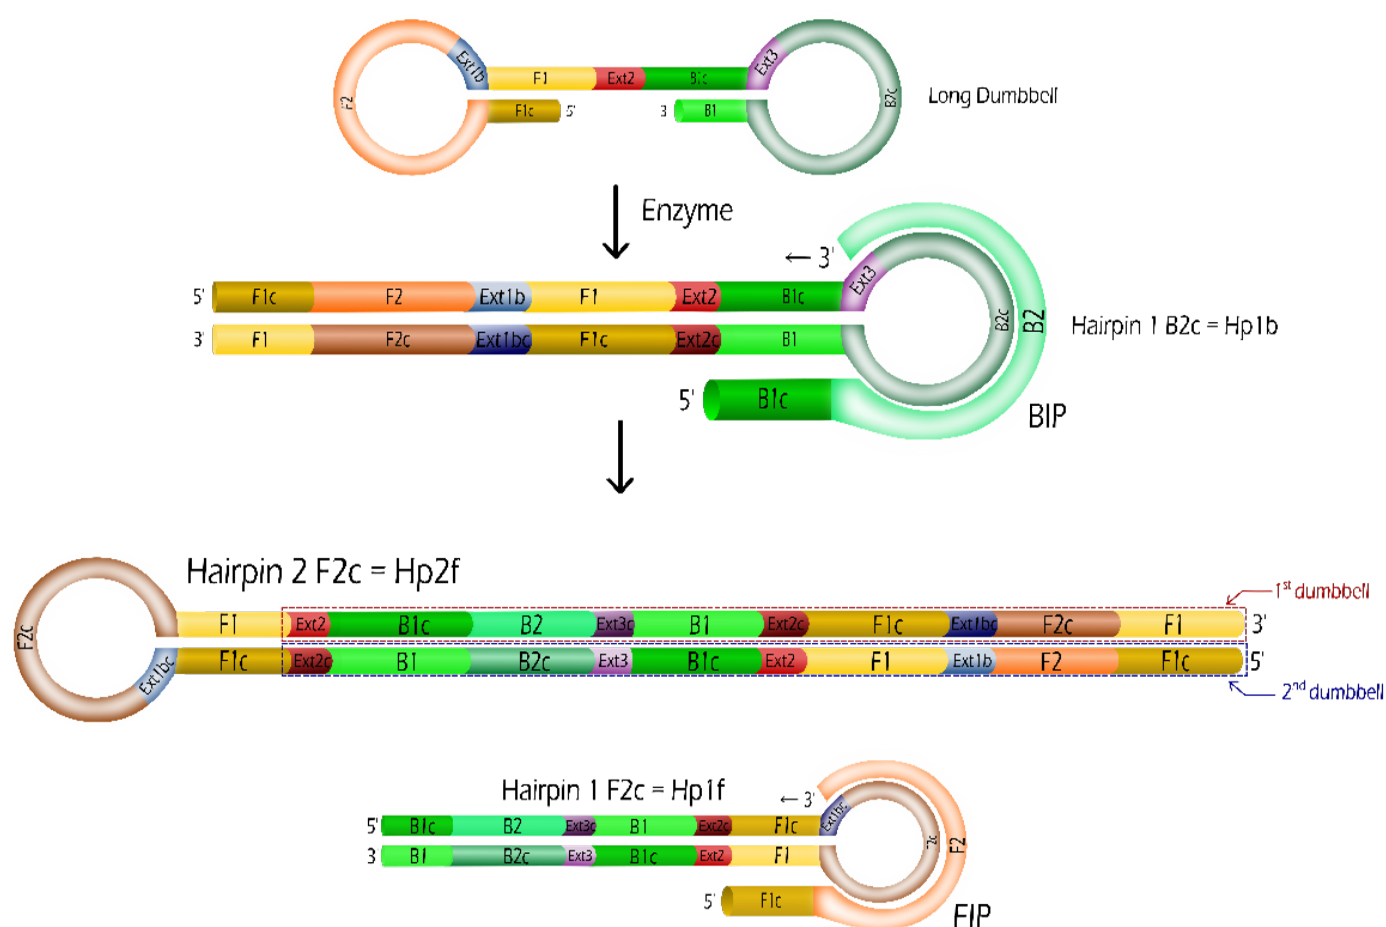 Ext1b
F1
Ext2
B1c
Ext3
F2
F1c
5'
3
B1
B2c
Long Dumbbell
Enzyme
← 3'
5'
F1c
F2
Ext1b
F1
Ext2
B1c
Ext3
B2c
B2
3'
F1
F2c
Ext1bc
F1c
Ext2c
B1
Hairpin 1 B2c = Hp1b
5'
B1c
BIP
Hairpin 2 F2c = Hp2f
1st dumbbell
F2c
F1
Ext2
B1c
B2
Ext3c
B1
Ext2c
F1c
Ext1bc
F2c
F1
3'
Ext1bc
F1c
Ext2c
B1
B2c
Ext3
B1c
Ext2
F1
Ext1b
F2
F1c
5'
2nd dumbbell
Hairpin 1 F2c = Hp1f
← 3'
5'
B1c
B2
Ext3c
B1
Ext2c
F1c
Ext1bc
F2c
F2
3'
B1
B2c
Ext3
B1c
Ext2
F1
5'
F1c
FIP